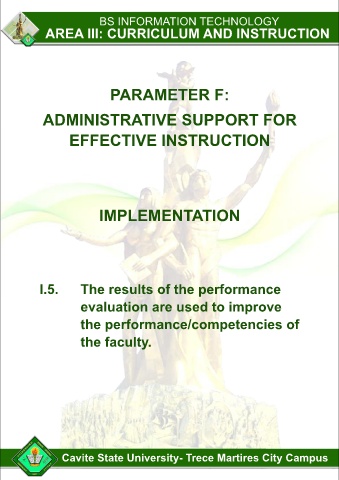 BS INFORMATION TECHNOLOGY
AREA III: CURRICULUM AND INSTRUCTION
PARAMETER F:
ADMINISTRATIVE SUPPORT FOR
EFFECTIVE INSTRUCTION
IMPLEMENTATION
I.5. The results of the performance
evaluation are used to improve
the performance/competencies of
the faculty.
Cavite State University- Trece Martires City Campus